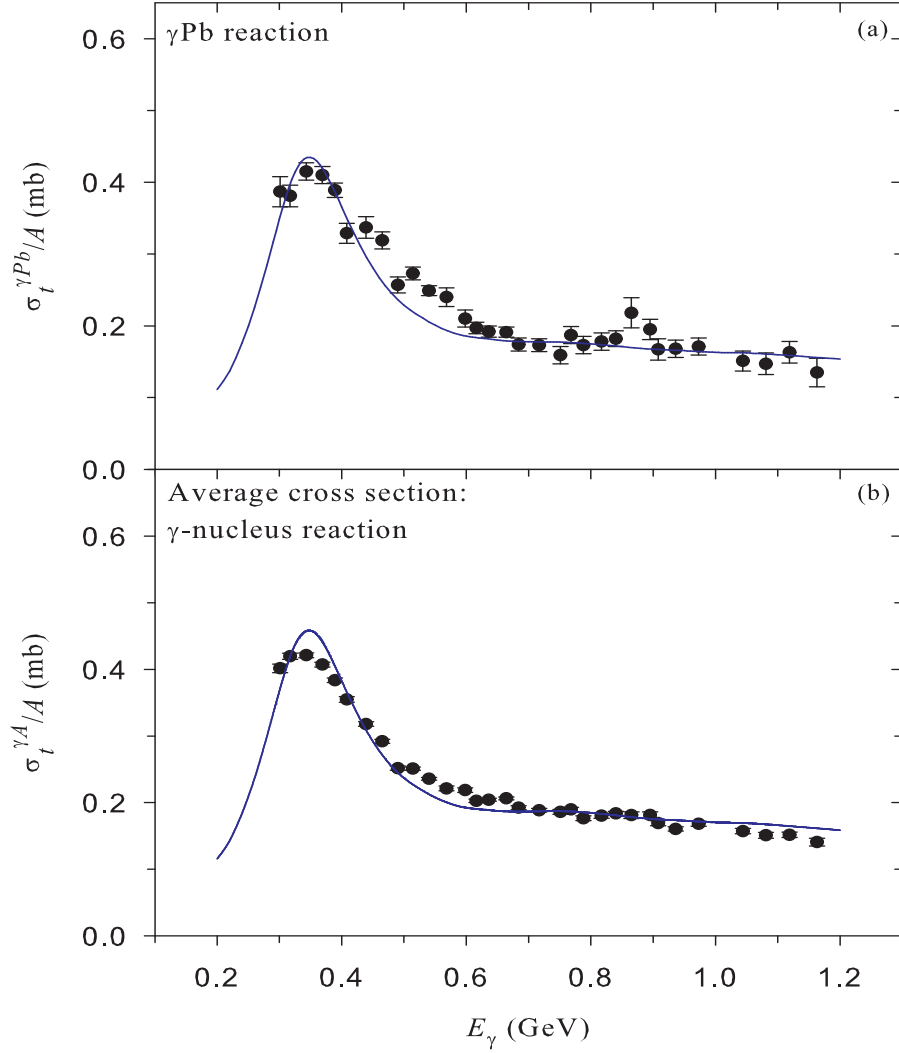 γPb reaction
(a)
0.6
0.4
0.2
0.0
σ_t^{γPb}/A (mb)
Average cross section:
γ-nucleus reaction
(b)
0.6
0.4
0.2
0.0
σ_t^{γA}/A (mb)
0.2 0.4 0.6 0.8 1.0 1.2
E_γ (GeV)